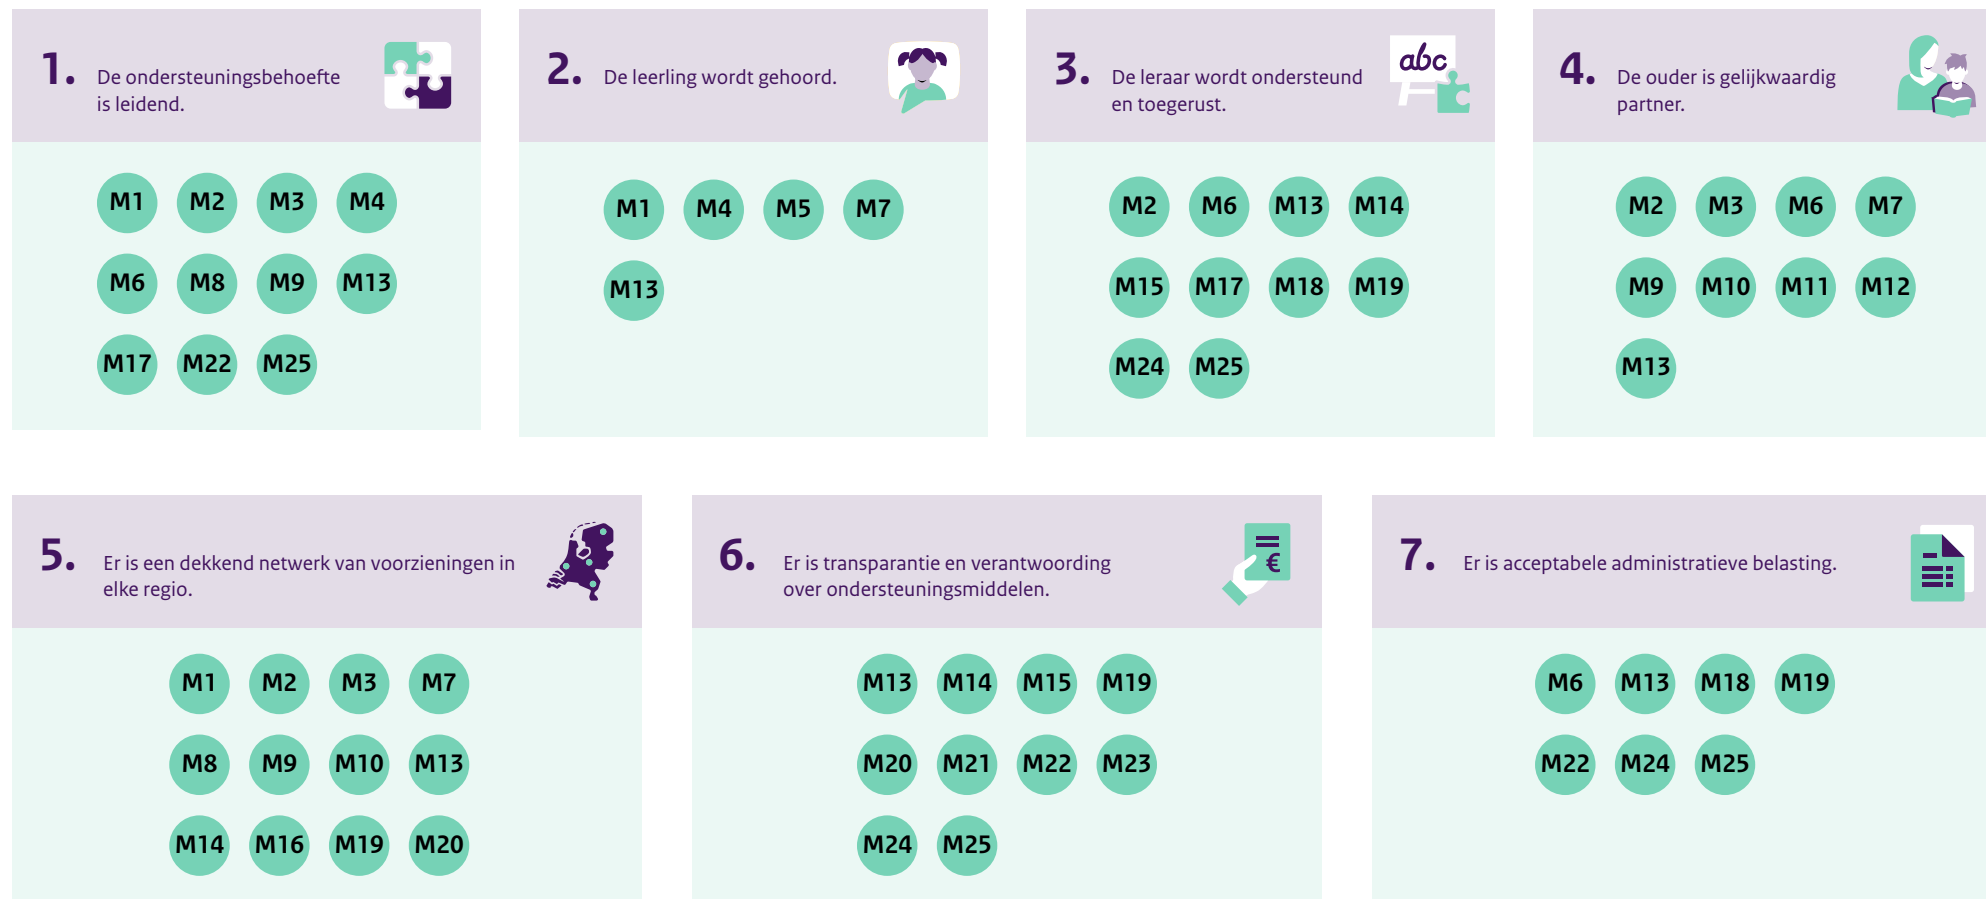 1. De ondersteuningsbehoefte
is leidend.
M1 M2 M3 M4
M6 M8 M9 M13
M17 M22 M25
2. De leerling wordt gehoord.
M1 M4 M5 M7
M13
3. De leraar wordt ondersteund
en toegerust.
abc
M2 M6 M13 M14
M15 M17 M18 M19
M24 M25
4. De ouder is gelijkwaardig
partner.
M2 M3 M6 M7
M9 M10 M11 M12
M13
5. Er is een dekkend netwerk van voorzieningen in
elke regio.
M1 M2 M3 M7
M8 M9 M10 M13
M14 M16 M19 M20
6. Er is transparantie en verantwoording
over ondersteuningsmiddelen.
€
M13 M14 M15 M19
M20 M21 M22 M23
M24 M25
7. Er is acceptabele administratieve belasting.
M6 M13 M18 M19
M22 M24 M25